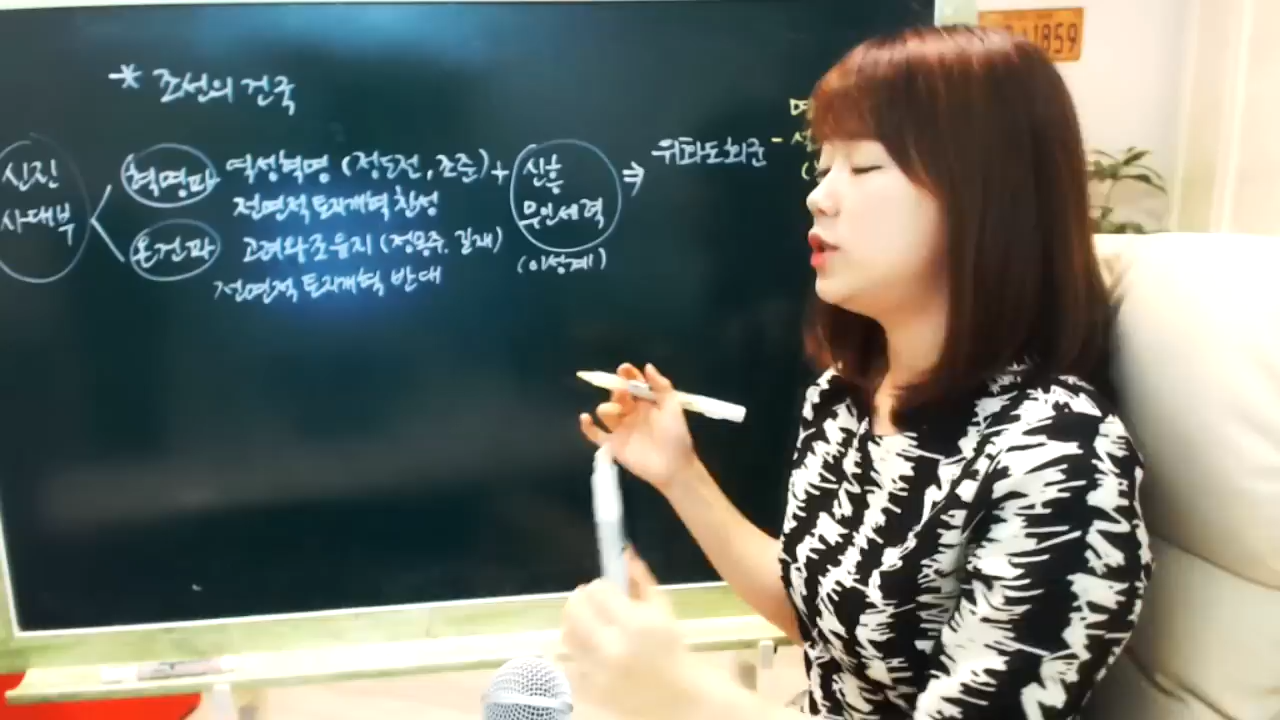 * 조선의 건국
신진
사대부
혁명파
역성혁명 (정도전, 조준) +
전면적 토지개혁 찬성
온건파
고려왕조 유지 (정몽주, 길재)
전면적 토지개혁 반대
신흥
무인세력
(이성계)
⇒ 위화도 회군 -
1859